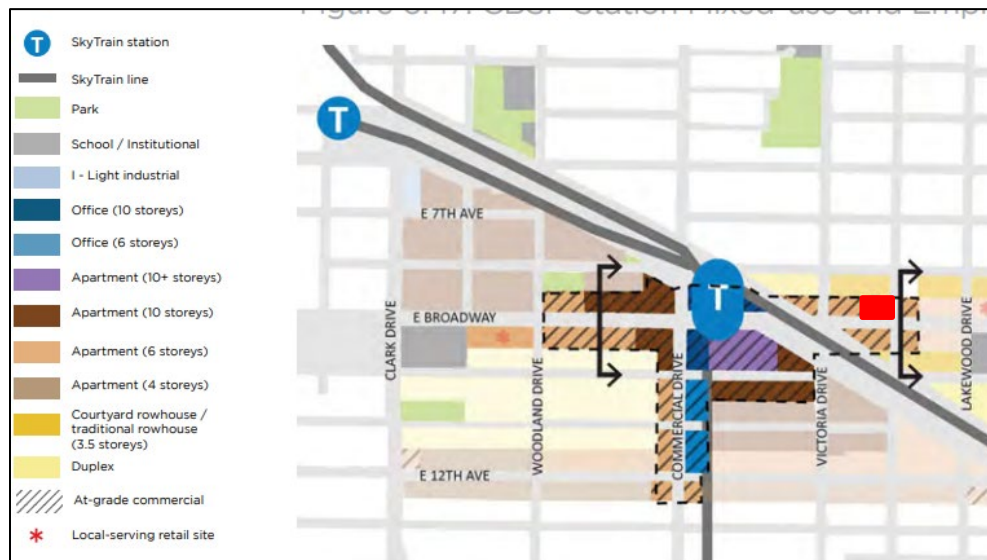 SkyTrain station
SkyTrain line
Park
School / Institutional
I - Light industrial
Office (10 storeys)
Office (6 storeys)
Apartment (10+ storeys)
Apartment (10 storeys)
Apartment (6 storeys)
Apartment (4 storeys)
Courtyard rowhouse /
traditional rowhouse
(3.5 storeys)
Duplex
At-grade commercial
Local-serving retail site
T
T
T
E 7TH AVE
E BROADWAY
E 12TH AVE
CLARK DRIVE
WOODLAND DRIVE
COMMERCIAL DRIVE
VICTORIA DRIVE
LAKEWOOD DRIVE